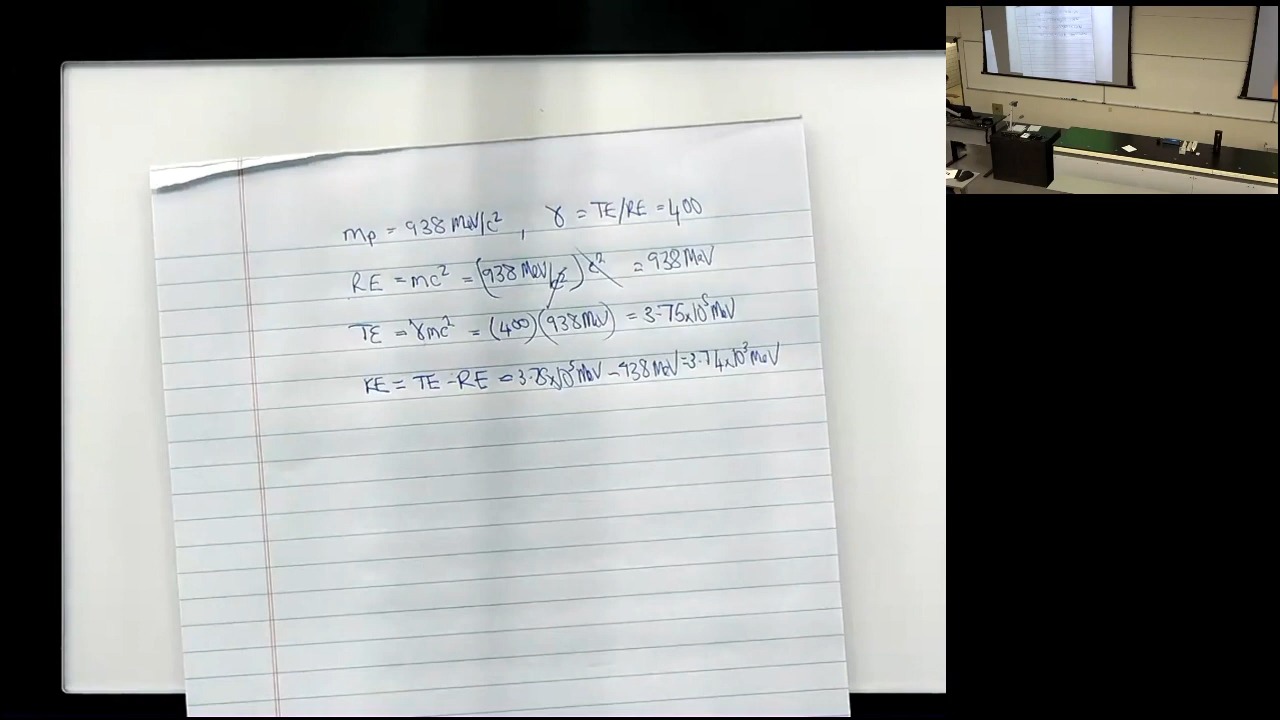 mp = 938 MeV/c², γ = TE/RE = 400
RE = mc² = (938 MeV/c²) c² = 938 MeV
TE = γmc² = (400)(938 MeV) = 3.75x10⁵ MeV
KE = TE - RE = 3.75x10⁵ MeV - 938 MeV = 3.74x10⁵ MeV